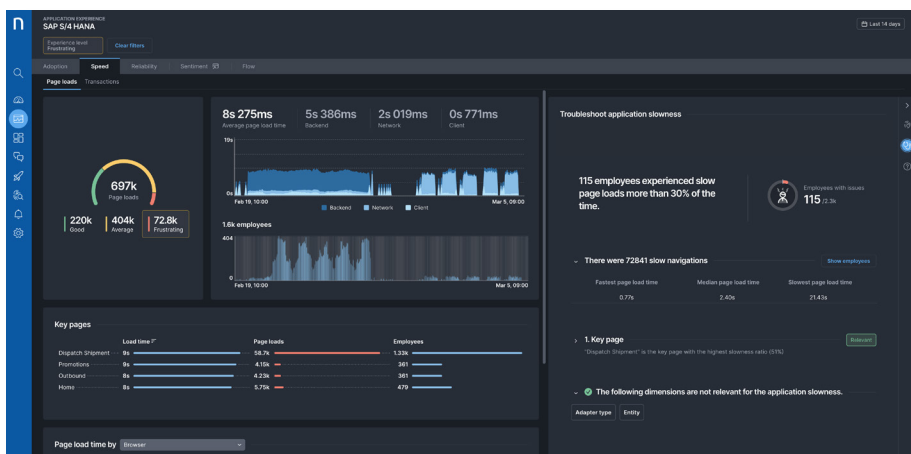 n
APPLICATION EXPERIENCE
SAP S/4 HANA
Last 14 days
Experience level
Frustrating
Clear filters
Adoption Speed Reliability Sentiment Flow
Page loads Transactions
697k
Page loads
220k
Good
404k
Average
72.8k
Frustrating
8s 275ms
Average page load time
5s 386ms
Backend
2s 019ms
Network
0s 771ms
Client
19s
0s
Feb 19, 10:00
Mar 5, 09:00
Backend Network Client
1.6k employees
404
0
Feb 19, 10:00
Mar 5, 09:00
Troubleshoot application slowness
115 employees experienced slow
page loads more than 30% of the
time.
Employees with issues
115 /2.3k
There were 72841 slow navigations
Show employees
Fastest page load time Median page load time Slowest page load time
0.77s 2.40s 21.43s
1. Key page
Relevant
"Dispatch Shipment" is the key page with the highest slowness ratio (51%)
The following dimensions are not relevant for the application slowness.
Adapter type Entity
Key pages
Load time Page loads Employees
Dispatch Shipment 9s 58.7k 1.33k
Promotions 9s 4.15k 361
Outbound 8s 4.23k 361
Home 8s 5.75k 479
Page load time by Browser